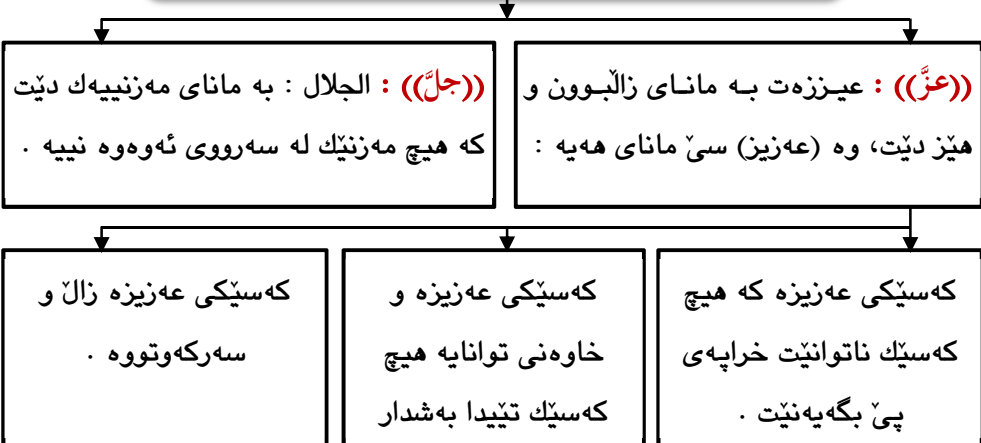 ((عزَّ)) : عیـززەت بـە مانـای زاڵبـوون و
هێز دێت، وە (عەزیز) سێ مانای هەیە :
((جلَّ)) : الجلال : بە مانای مەزنییەك دێت
كە هیچ مەزنێك لە سەرووی ئەوەوە نییە .
كەسێكی عەزیزە كە هیچ
كەسێك ناتوانێت خراپەی
پێ بگەیەنێت .
كەسێكی عەزیزە و
خاوەنی توانایە هیچ
كەسێك تێیدا بەشدار
كەسێكی عەزیزە زاڵ و
سەركەوتووە .